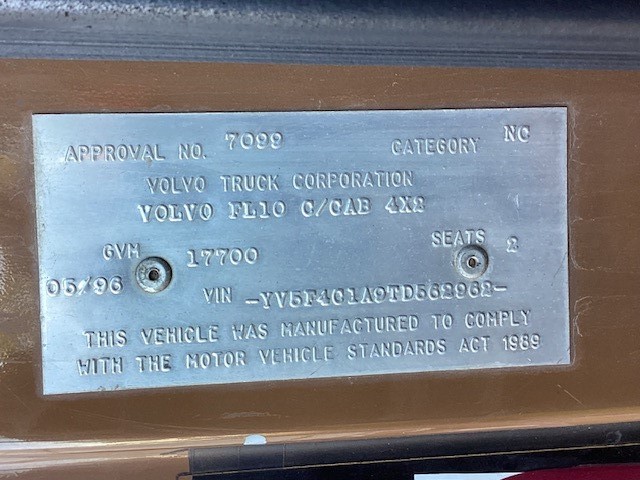 APPROVAL NO. 7099 CATEGORY NC
VOLVO TRUCK CORPORATION
VOLVO FL10 C/CAB 4X2
GVM 17700 SEATS 2
05/96
VIN -YV5F4C1A9TD562962-
THIS VEHICLE WAS MANUFACTURED TO COMPLY
WITH THE MOTOR VEHICLE STANDARDS ACT 1989